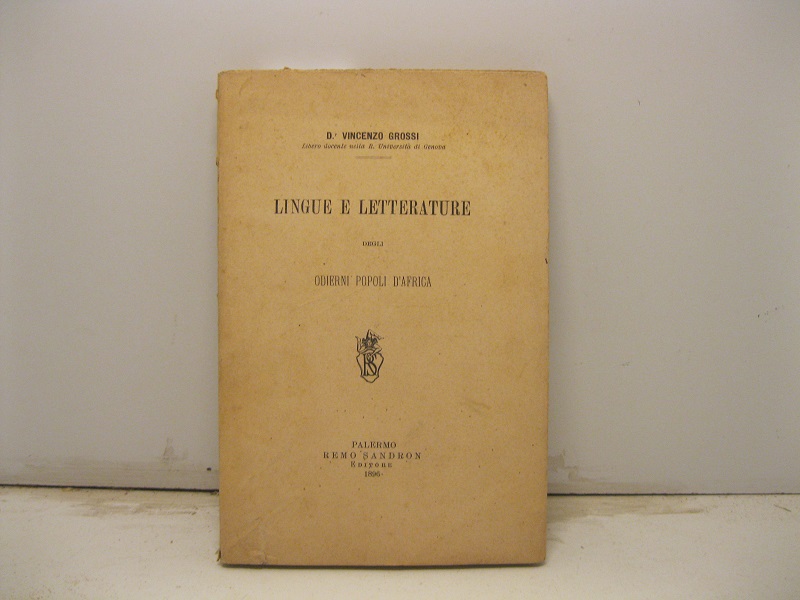 D.r VINCENZO GROSSI
Libero docente nella R. Università di Genova
LINGUE E LETTERATURE
DEGLI
ODIERNI POPOLI D'AFRICA
RS
PALERMO
REMO SANDRON
Editore
1896